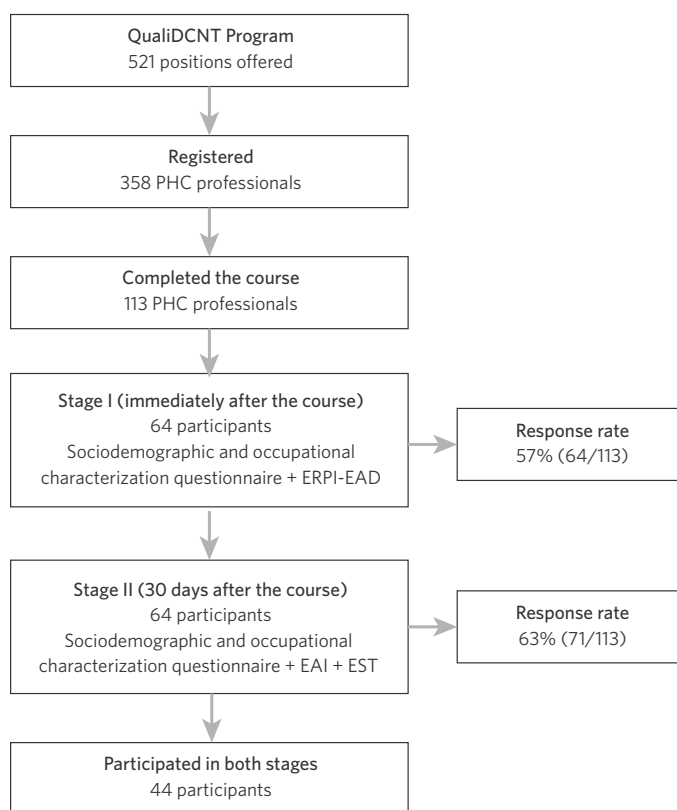 QualiDCNT Program
521 positions offered
Registered
358 PHC professionals
Completed the course
113 PHC professionals
Stage I (immediately after the course)
64 participants
Sociodemographic and occupational
characterization questionnaire + ERPI-EAD
Response rate
57% (64/113)
Stage II (30 days after the course)
64 participants
Sociodemographic and occupational
characterization questionnaire + EAI + EST
Response rate
63% (71/113)
Participated in both stages
44 participants